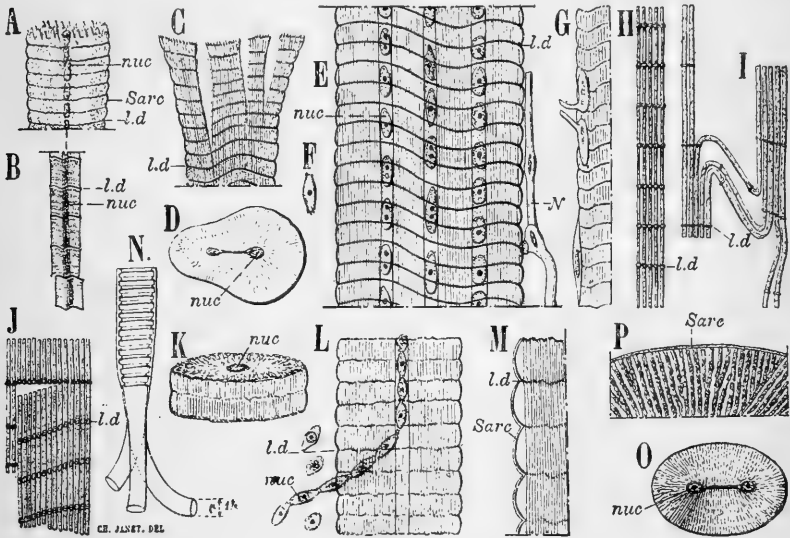 A
nuc
Sarc
l.d
B
l.d
nuc
C
l.d
D
nuc
E
nuc
l.d
N
F
G
H
l.d
I
l.d
J
l.d
N.
CH. JANET. DEL
K
nuc
L
l.d
nuc
M
l.d
Sarc
P
Sarc
O
nuc